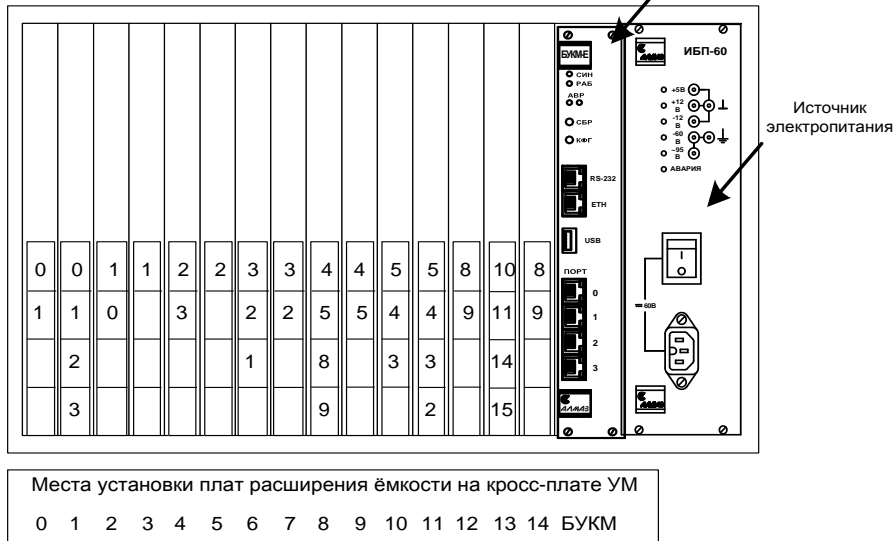 БУКМ-Е
СИН
РАБ
АВР
СБР
КФГ
RS-232
ETH
USB
ПОРТ
0
1
2
3
АЛМАЗ
АЛМАЗ
ИБП-60
+5В
+12
В
-12
В
-60
В
~95
В
АВАРИЯ
60В
АЛМАЗ
Источник
электропитания
0 0 1 1 2 2 3 3 4 4 5 5 8 10 8
1 1 0 3 2 2 5 5 4 4 9 11 9
2 1 8 3 3 14
3 9 2 15
Места установки плат расширения ёмкости на кросс-плате УМ
0 1 2 3 4 5 6 7 8 9 10 11 12 13 14 БУКМ